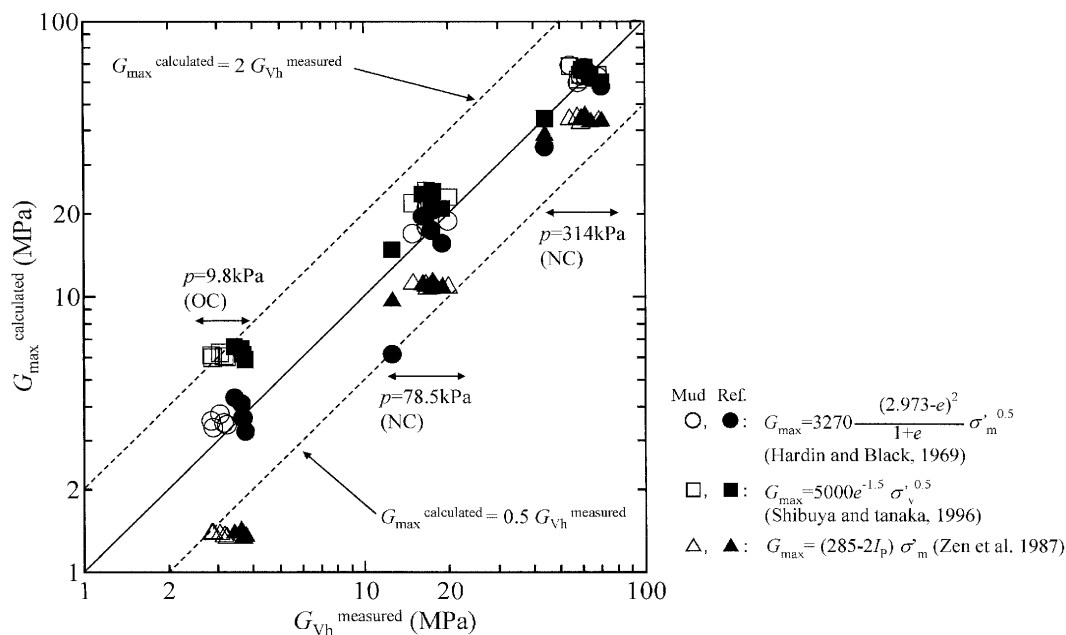 100
G_max^calculated = 2 G_Vh^measured
20
p=314kPa
(NC)
p=9.8kPa
(OC)
10
p=78.5kPa
(NC)
G_max^calculated = 0.5 G_Vh^measured
2
1
G_max^calculated (MPa)
1 2 10 20 100
G_Vh^measured (MPa)
Mud Ref.
○, ●: G_max=3270 (2.973-e)^2 / 1+e σ'_m^0.5
(Hardin and Black, 1969)
□, ■: G_max=5000e^-1.5 σ'_v^0.5
(Shibuya and tanaka, 1996)
△, ▲: G_max= (285-2I_P) σ'_m (Zen et al. 1987)